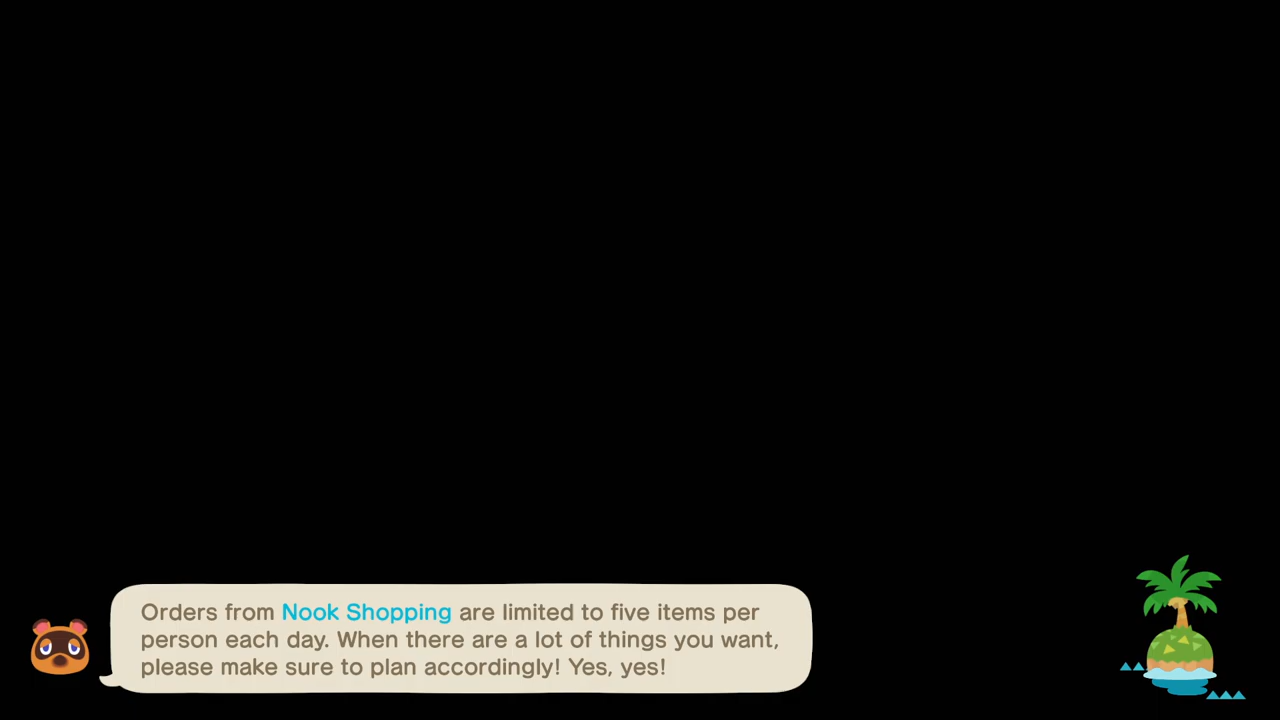 Orders from Nook Shopping are limited to five items per
person each day. When there are a lot of things you want,
please make sure to plan accordingly! Yes, yes!